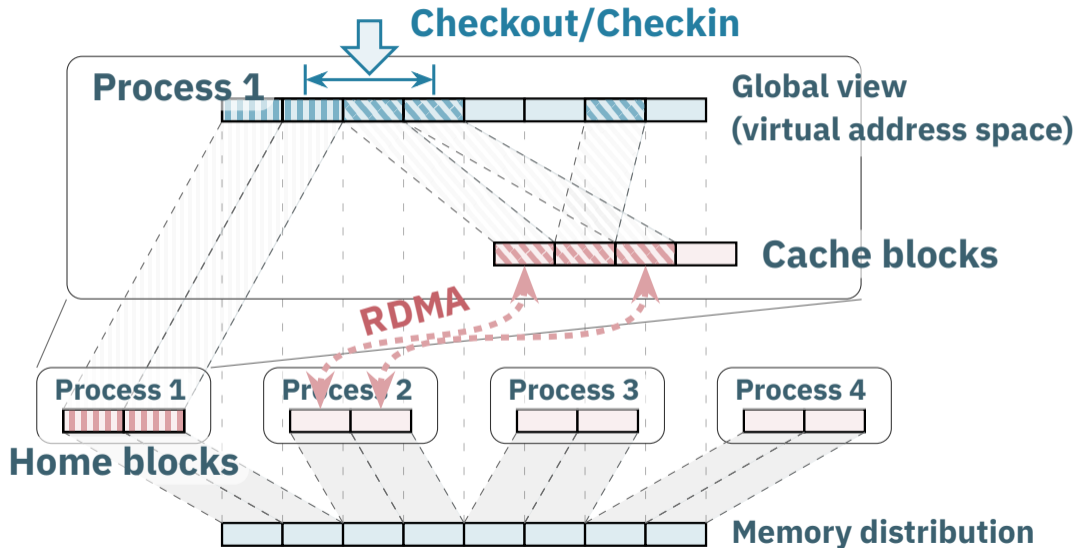 Checkout/Checkin
Process 1
Global view
(virtual address space)
Cache blocks
RDMA
Process 1
Process 2
Process 3
Process 4
Home blocks
Memory distribution